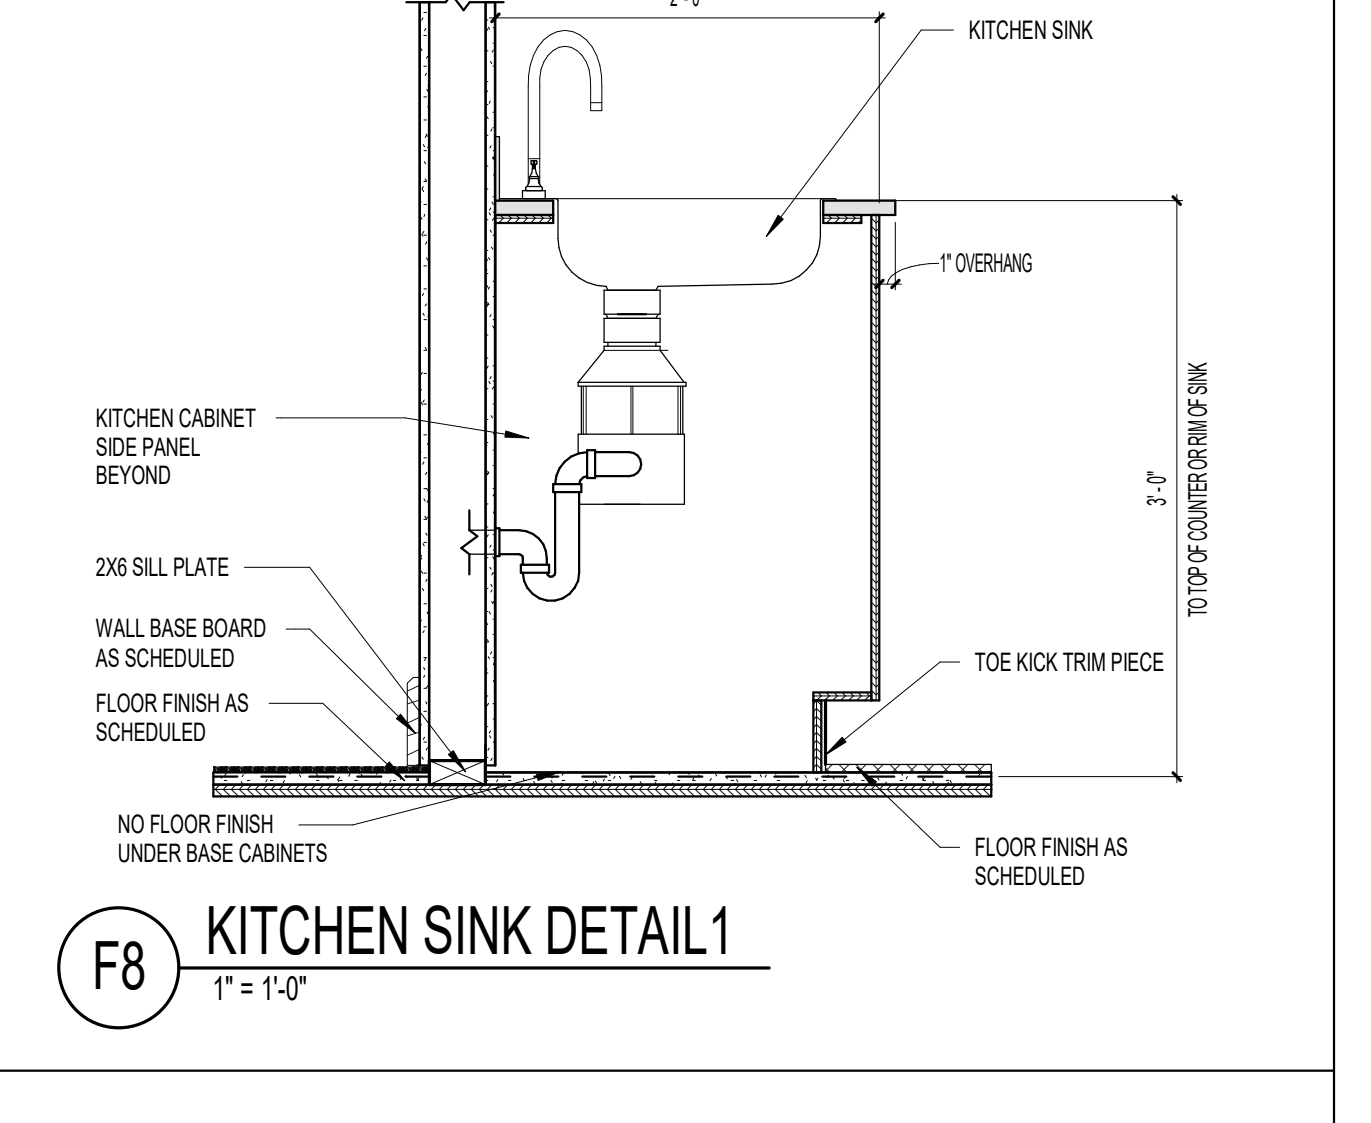 2'-0"
KITCHEN SINK
1" OVERHANG
KITCHEN CABINET
SIDE PANEL
BEYOND
3'-0"
TO TOP OF COUNTER OR RIM OF SINK
2X6 SILL PLATE
WALL BASE BOARD
AS SCHEDULED
TOE KICK TRIM PIECE
FLOOR FINISH AS
SCHEDULED
NO FLOOR FINISH
UNDER BASE CABINETS
FLOOR FINISH AS
SCHEDULED
F8
KITCHEN SINK DETAIL1
1" = 1'-0"